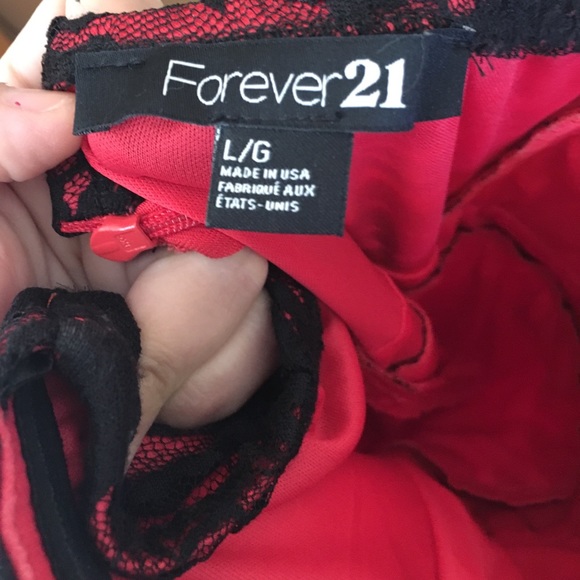 Forever21
L/G
MADE IN USA
FABRIQUÉ AUX
ÉTATS-UNIS